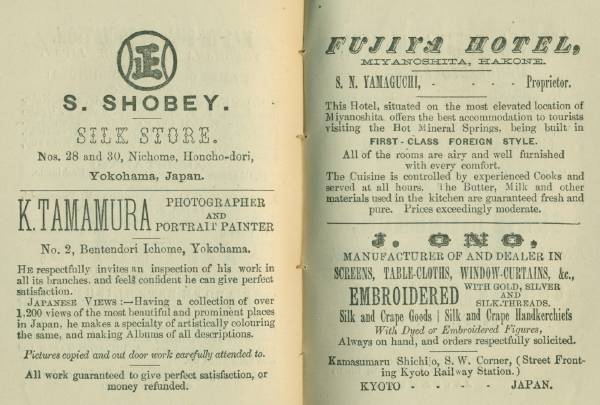 正
S. SHOBEY.
SILK STORE.
Nos. 28 and 30, Nichome, Honcho-dori,
Yokohama, Japan.
K. TAMAMURA PHOTOGRAPHER
AND
PORTRAIT PAINTER
No. 2, Bentendori Ichome, Yokohama.
HE respectfully invites an inspection of his work in
all its branches, and feels confident he can give perfect
satisfaction.
JAPANESE VIEWS :—Having a collection of over
1,200 views of the most beautiful and prominent places
in Japan, he makes a specialty of artistically colouring
the same, and making Albums of all descriptions.
Pictures copied and out door work carefully attended to.
All work guaranteed to give perfect satisfaction, or
money refunded.
FUJIYA HOTEL,
MIYANOSHITA, HAKONE.
S. N. YAMAGUCHI, - - - - Proprietor.
This Hotel, situated on the most elevated location of
Miyanoshita offers the best accommodation to tourists
visiting the Hot Mineral Springs, being built in
FIRST-CLASS FOREIGN STYLE.
All of the rooms are airy and well furnished
with every comfort.
The Cuisine is controlled by experienced Cooks and
served at all hours. The Butter, Milk and other
materials used in the kitchen are guaranteed fresh and
pure. Prices exceedingly moderate.
J. ONO,
MANUFACTURER OF AND DEALER IN
SCREENS, TABLE-CLOTHS, WINDOW-CURTAINS, &c.,
EMBROIDERED WITH GOLD, SILVER
AND
SILK-THREADS.
Silk and Crape Goods | Silk and Crape Handkerchiefs
With Dyed or Embroidered Figures,
Always on hand, and orders respectfully solicited.
Kamasumaru Shichijo, S. W. Corner, (Street Front-
ing Kyoto Railway Station.)
KYOTO - - - - JAPAN.